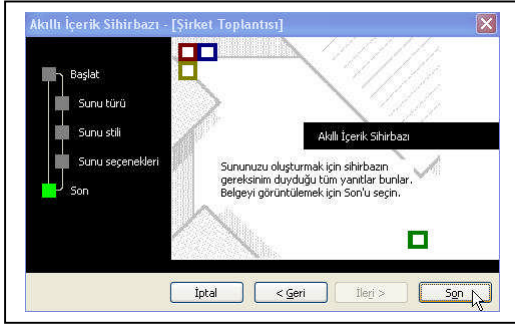 Akıllı İçerik Sihirbazı - [Şirket Toplantısı]
Başlat
Sunu türü
Sunu stili
Sunu seçenekleri
Son
Akıllı İçerik Sihirbazı
Sununuzu oluşturmak için sihirbazın
gereksinim duyduğu tüm yanıtlar bunlar.
Belgeyi görüntülemek için Son'u seçin.
İptal
< Geri
İleri >
Son